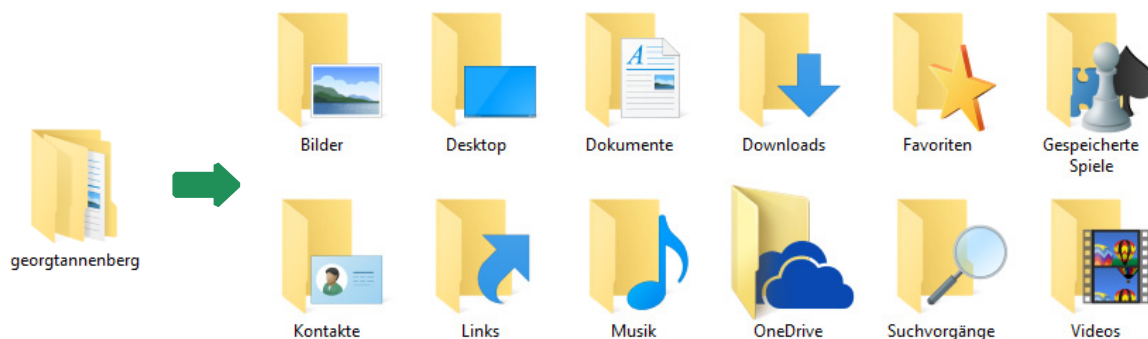 Bilder
Desktop
Dokumente
Downloads
Favoriten
Gespeicherte
Spiele
georgtannenberg
Kontakte
Links
Musik
OneDrive
Suchvorgänge
Videos